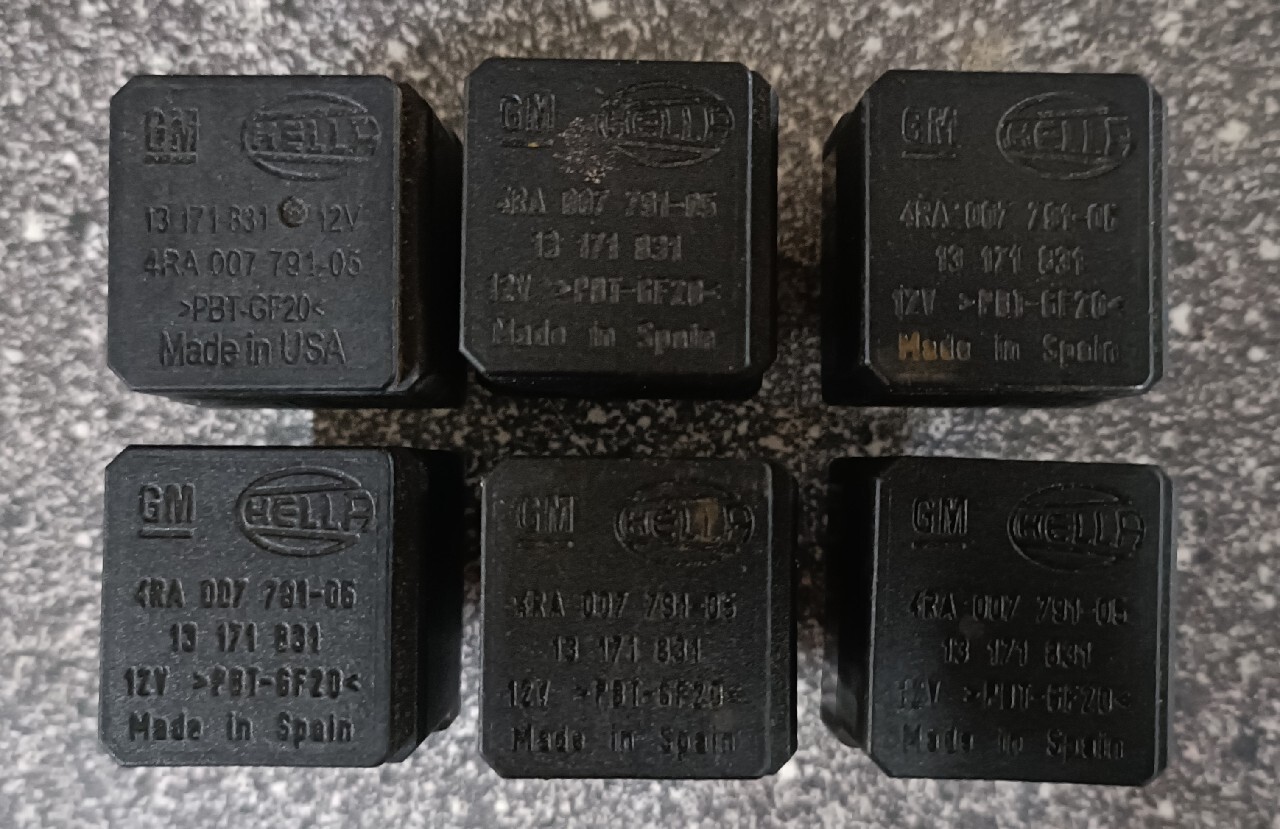 GM HELLA
13 171 831 12V
4RA 007 791-05
>PBT-GF20<
Made in USA
GM HELLA
4RA 007 791-05
13 171 831
12V >PBT-GF20<
Made in Spain
GM HELLA
4RA 007 791-05
13 171 831
12V >PBT-GF20<
Made in Spain
GM HELLA
4RA 007 791-05
13 171 831
12V >PBT-GF20<
Made in Spain
GM HELLA
4RA 007 791-05
13 171 831
12V >PBT-GF20<
Made in Spain
GM HELLA
4RA 007 791-05
13 171 831
12V >PBT-GF20<
Made in Spain